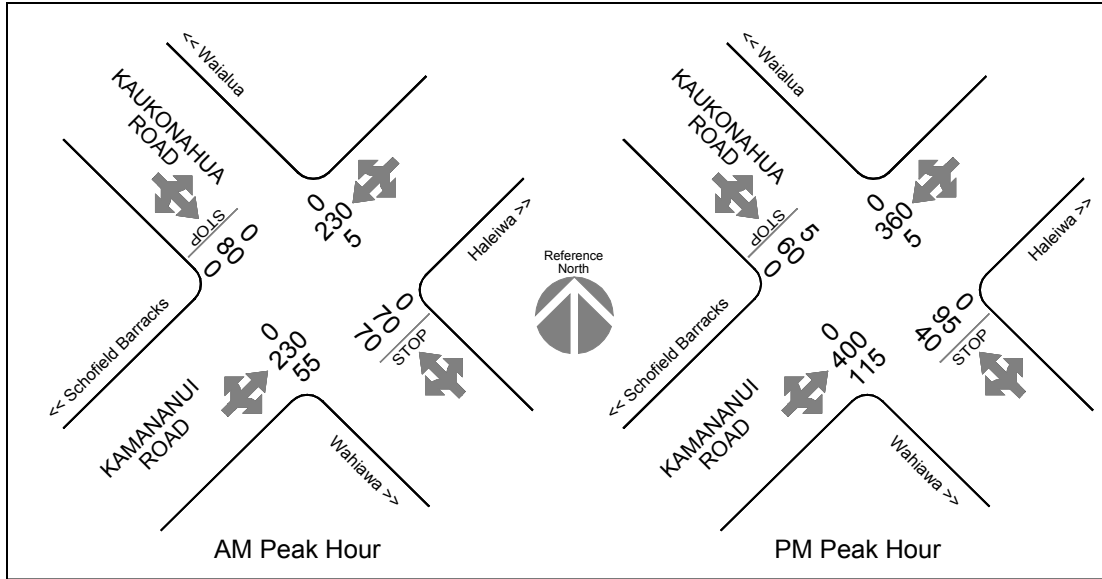 << Waialua
KAUKONAHUA
ROAD
STOP
0
80
0
0
230
5
Haleiwa >>
<< Schofield Barracks
0
230
55
0
70
70
STOP
KAMANANUI
ROAD
Wahiawa >>
AM Peak Hour
Reference
North
<< Waialua
KAUKONAHUA
ROAD
STOP
5
60
0
0
360
5
Haleiwa >>
<< Schofield Barracks
0
400
115
0
95
40
STOP
KAMANANUI
ROAD
Wahiawa >>
PM Peak Hour